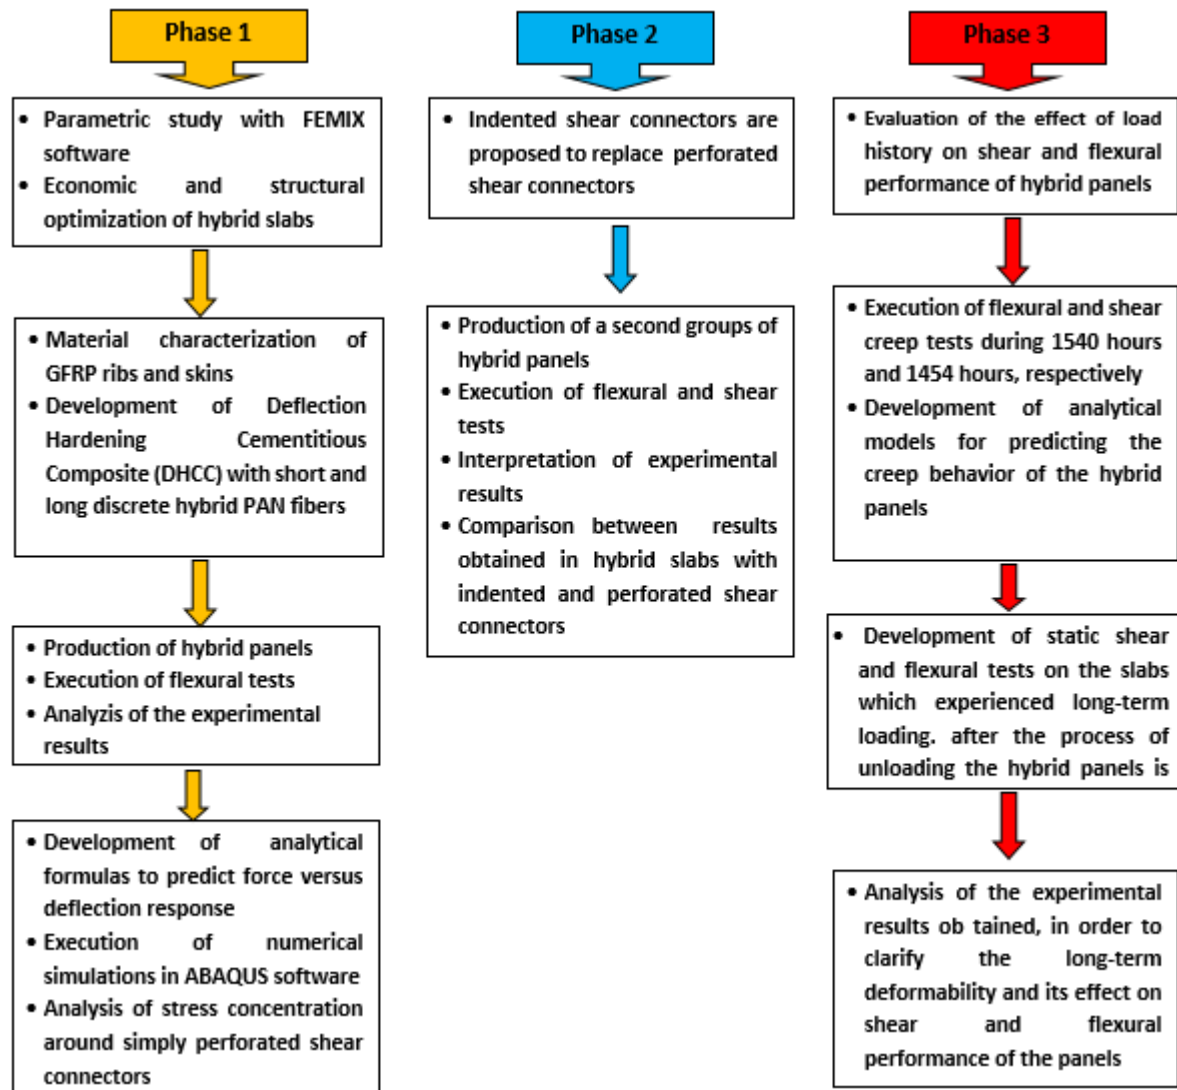 Phase 1
• Parametric study with FEMIX
software
• Economic and structural
optimization of hybrid slabs
• Material characterization of
GFRP ribs and skins
• Development of Deflection
Hardening Cementitious
Composite (DHCC) with short and
long discrete hybrid PAN fibers
• Production of hybrid panels
• Execution of flexural tests
• Analyzis of the experimental
results
• Development of analytical
formulas to predict force versus
deflection response
• Execution of numerical
simulations in ABAQUS software
• Analysis of stress concentration
around simply perforated shear
connectors
Phase 2
• Indented shear connectors are
proposed to replace perforated
shear connectors
• Production of a second groups of
hybrid panels
• Execution of flexural and shear
tests
• Interpretation of experimental
results
• Comparison between results
obtained in hybrid slabs with
indented and perforated shear
connectors
Phase 3
• Evaluation of the effect of load
history on shear and flexural
performance of hybrid panels
• Execution of flexural and shear
creep tests during 1540 hours
and 1454 hours, respectively
• Development of analytical
models for predicting the
creep behavior of the hybrid
panels
• Development of static shear
and flexural tests on the slabs
which experienced long-term
loading. after the process of
unloading the hybrid panels is
• Analysis of the experimental
results ob tained, in order to
clarify the long-term
deformability and its effect on
shear and flexural
performance of the panels